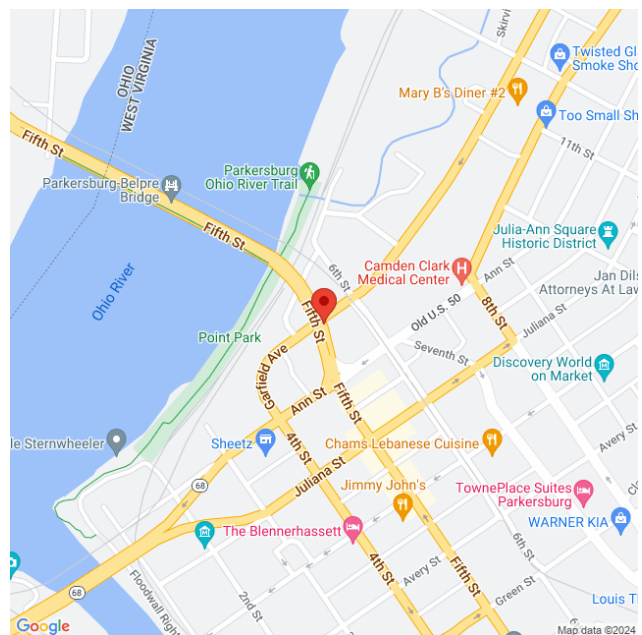 Skirvi
Twisted Gl
Smoke Sho
OHIO
WEST VIRGINIA
Mary B's Diner #2
Too Small Sh
Fifth St
11th St
Parkersburg
Ohio River Trail
Parkersburg-Belpre
Bridge
Fifth St
Julia-Ann Square
Historic District
6th St
Camden Clark
Medical Center
Ann St
Jan Dils
Attorneys At Law
Ohio River
Old U.S. 50
8th St
Fifth St
Point Park
Juliana St
Garfield Ave
Seventh St
Discovery World
on Market
Ann St
Fifth St
le Sternwheeler
Sheetz
4th St
Chams Lebanese Cuisine
Avery St
Juliana St
68
Jimmy John's
TownePlace Suites
Parkersburg
WARNER KIA
The Blennerhassett
6th St
4th St
Fifth St
Avery St
Floodwall Right
68
2nd St
Green St
Louis Th
Google
Map data ©2024